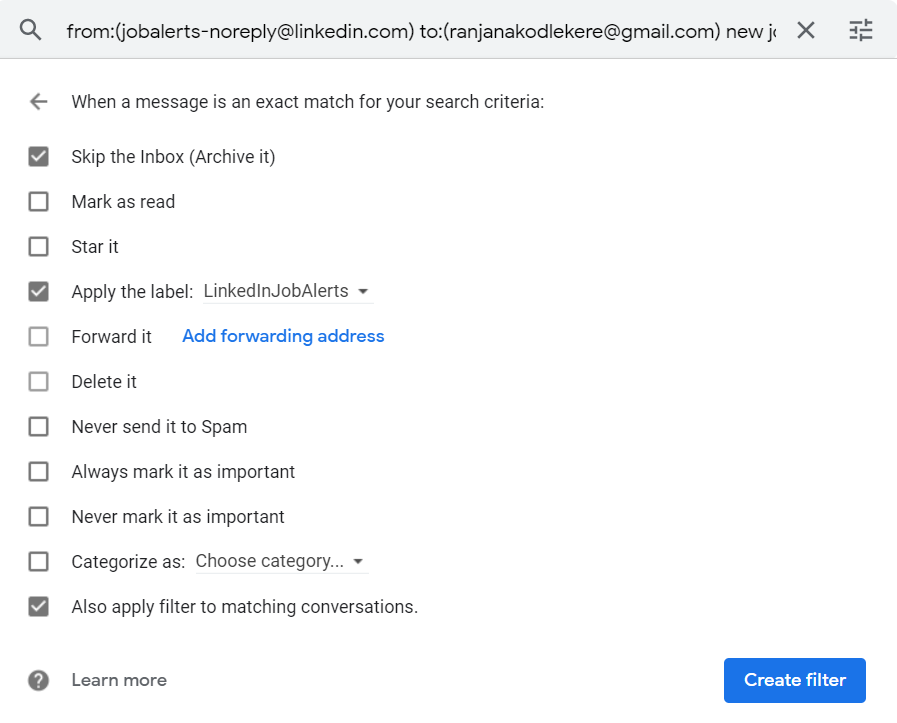 from:(jobalerts-noreply@linkedin.com) to:(ranjanakodlekere@gmail.com) new
When a message is an exact match for your search criteria:
Skip the Inbox (Archive it)
Mark as read
Star it
Apply the label: LinkedInJobAlerts
Forward it Add forwarding address
Delete it
Never send it to Spam
Always mark it as important
Never mark it as important
Categorize as: Choose category...
Also apply filter to matching conversations.
Learn more
Create filter